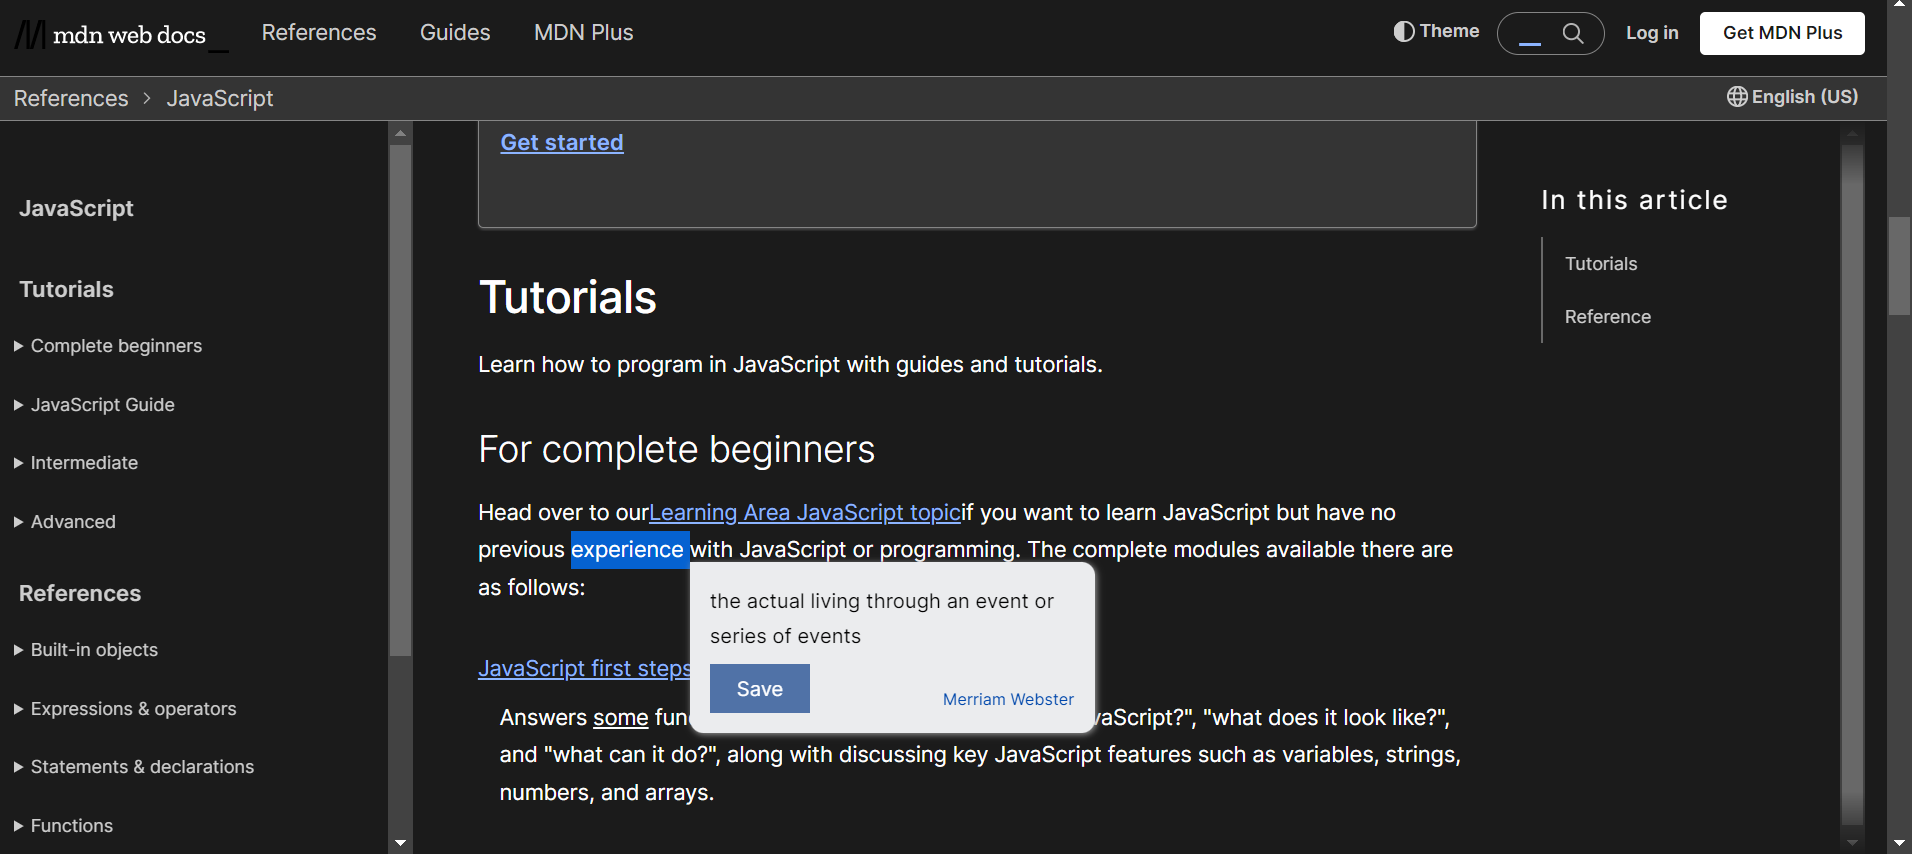 mdn web docs_
References
Guides
MDN Plus
Theme
Log in
Get MDN Plus
References > JavaScript
English (US)
JavaScript
Tutorials
Complete beginners
JavaScript Guide
Intermediate
Advanced
References
Built-in objects
Expressions & operators
Statements & declarations
Functions
Get started
Tutorials
Learn how to program in JavaScript with guides and tutorials.
For complete beginners
Head over to ourLearning Area JavaScript topicif you want to learn JavaScript but have no
previous experience with JavaScript or programming. The complete modules available there are
as follows:
the actual living through an event or
series of events
Save
Merriam Webster
JavaScript first steps
Answers some
vaScript?", "what does it look like?",
and "what can it do?", along with discussing key JavaScript features such as variables, strings,
numbers, and arrays.
In this article
Tutorials
Reference